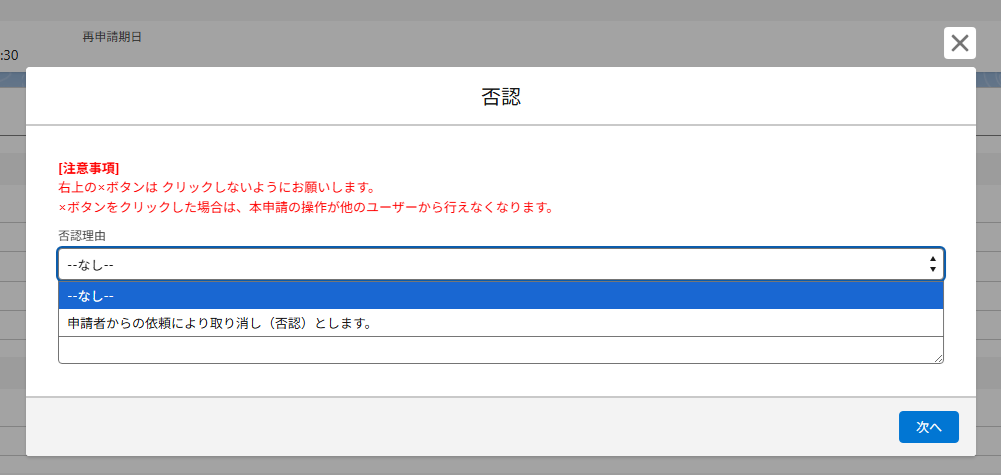 再申請期日
:30
否認
[注意事項]
右上の×ボタンは クリックしないようにお願いします。
×ボタンをクリックした場合は、本申請の操作が他のユーザーから行えなくなります。
否認理由
--なし--
--なし--
申請者からの依頼により取り消し（否認）とします。
次へ